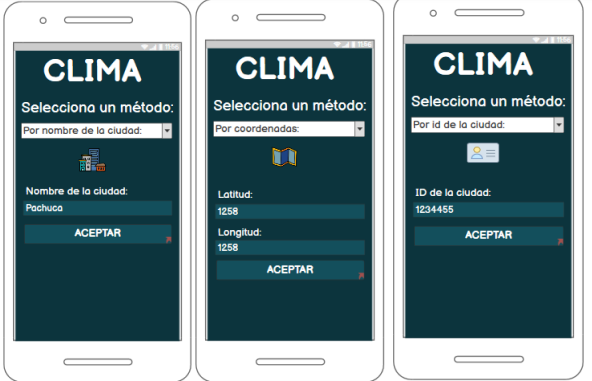 CLIMA
Selecciona un método:
Por nombre de la ciudad:
Nombre de la ciudad:
Pachuca
ACEPTAR
CLIMA
Selecciona un método:
Por coordenadas:
Latitud:
1258
Longitud:
1258
ACEPTAR
CLIMA
Selecciona un método:
Por id de la ciudad:
ID de la ciudad:
1234455
ACEPTAR